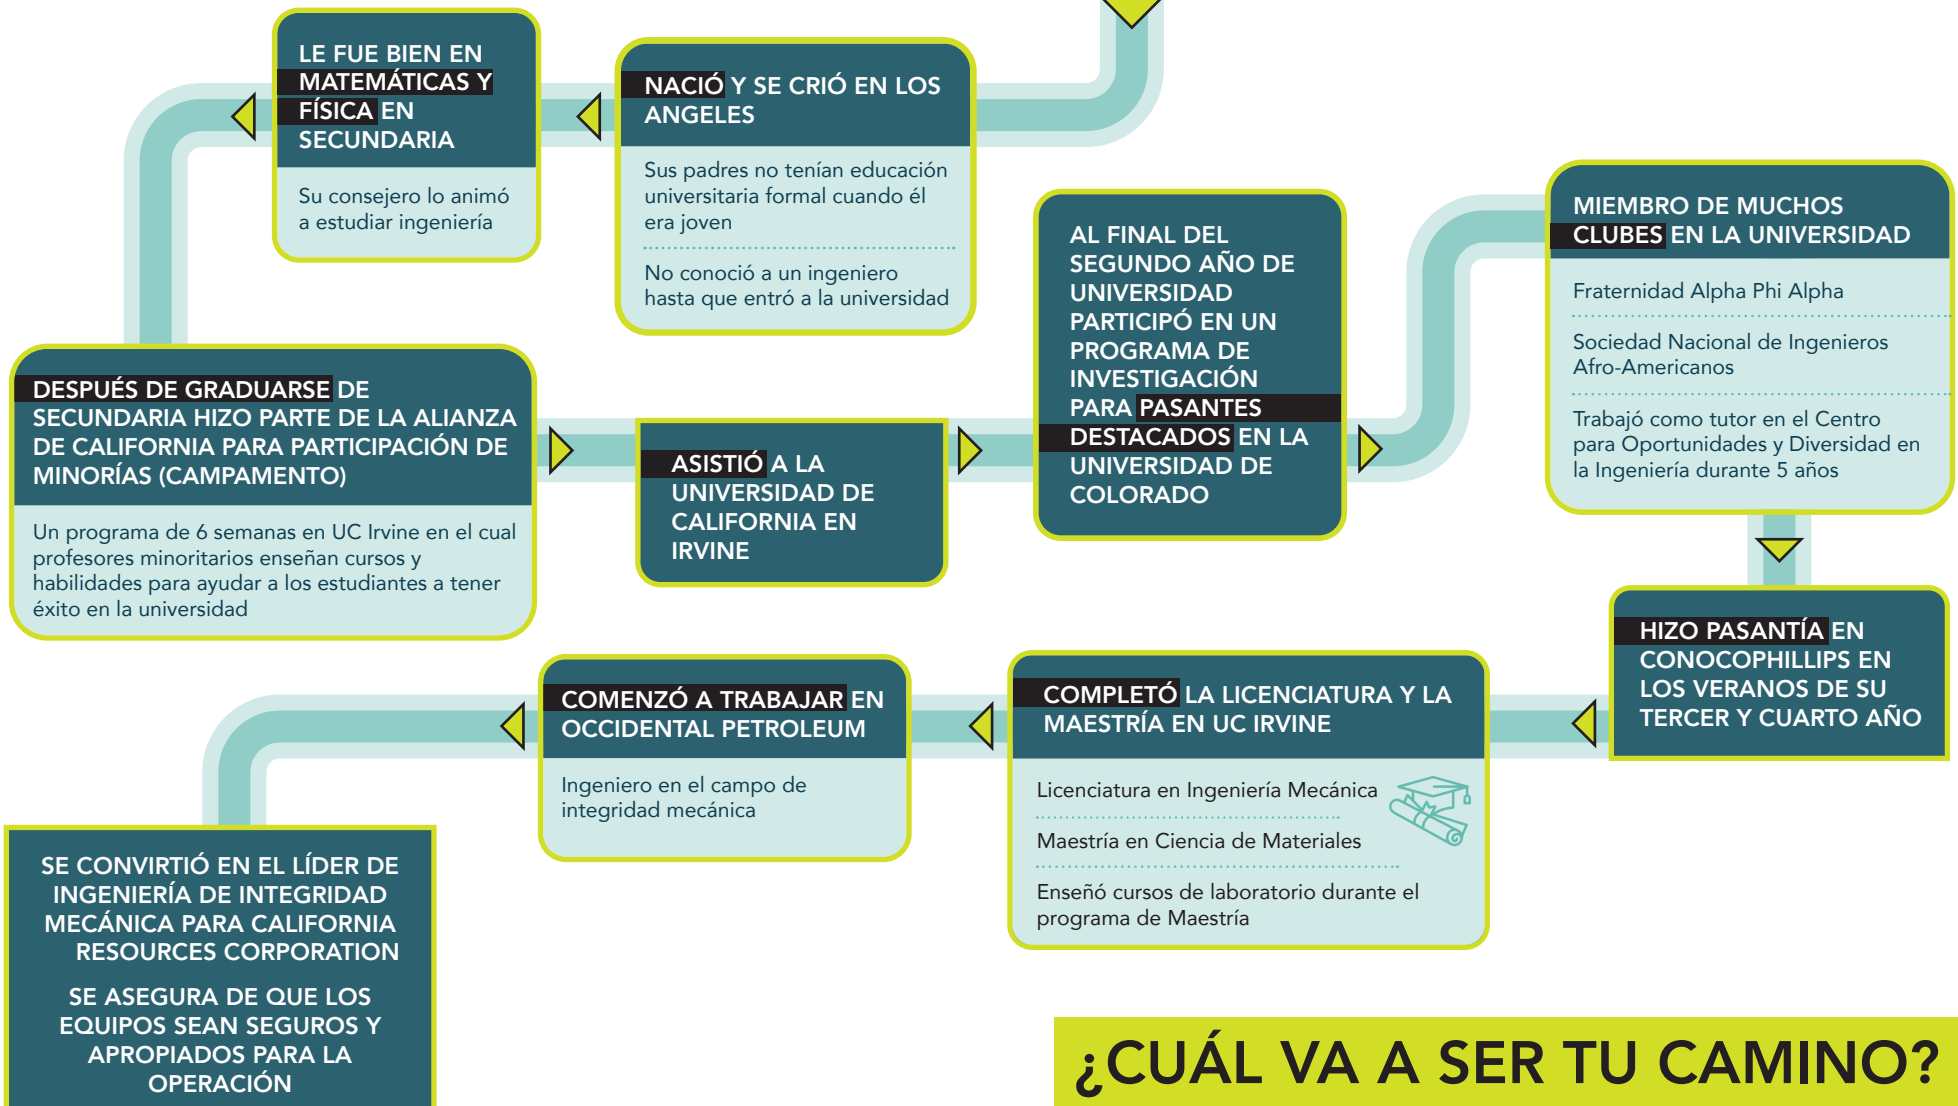 NACIÓ Y SE CRIÓ EN LOS
ANGELES
Sus padres no tenían educación
universitaria formal cuando él
era joven
No conoció a un ingeniero
hasta que entró a la universidad
LE FUE BIEN EN
MATEMÁTICAS Y
FÍSICA EN
SECUNDARIA
Su consejero lo animó
a estudiar ingeniería
DESPUÉS DE GRADUARSE DE
SECUNDARIA HIZO PARTE DE LA ALIANZA
DE CALIFORNIA PARA PARTICIPACIÓN DE
MINORÍAS (CAMPAMENTO)
Un programa de 6 semanas en UC Irvine en el cual
profesores minoritarios enseñan cursos y
habilidades para ayudar a los estudiantes a tener
éxito en la universidad
ASISTIÓ A LA
UNIVERSIDAD DE
CALIFORNIA EN
IRVINE
AL FINAL DEL
SEGUNDO AÑO DE
UNIVERSIDAD
PARTICIPÓ EN UN
PROGRAMA DE
INVESTIGACIÓN
PARA PASANTES
DESTACADOS EN LA
UNIVERSIDAD DE
COLORADO
MIEMBRO DE MUCHOS
CLUBES EN LA UNIVERSIDAD
Fraternidad Alpha Phi Alpha
Sociedad Nacional de Ingenieros
Afro-Americanos
Trabajó como tutor en el Centro
para Oportunidades y Diversidad en
la Ingeniería durante 5 años
HIZO PASANTÍA EN
CONOCOPHILLIPS EN
LOS VERANOS DE SU
TERCER Y CUARTO AÑO
COMPLETÓ LA LICENCIATURA Y LA
MAESTRÍA EN UC IRVINE
Licenciatura en Ingeniería Mecánica
Maestría en Ciencia de Materiales
Enseñó cursos de laboratorio durante el
programa de Maestría
COMENZÓ A TRABAJAR EN
OCCIDENTAL PETROLEUM
Ingeniero en el campo de
integridad mecánica
SE CONVIRTIÓ EN EL LÍDER DE
INGENIERÍA DE INTEGRIDAD
MECÁNICA PARA CALIFORNIA
RESOURCES CORPORATION
SE ASEGURA DE QUE LOS
EQUIPOS SEAN SEGUROS Y
APROPIADOS PARA LA
OPERACIÓN
¿CUÁL VA A SER TU CAMINO?